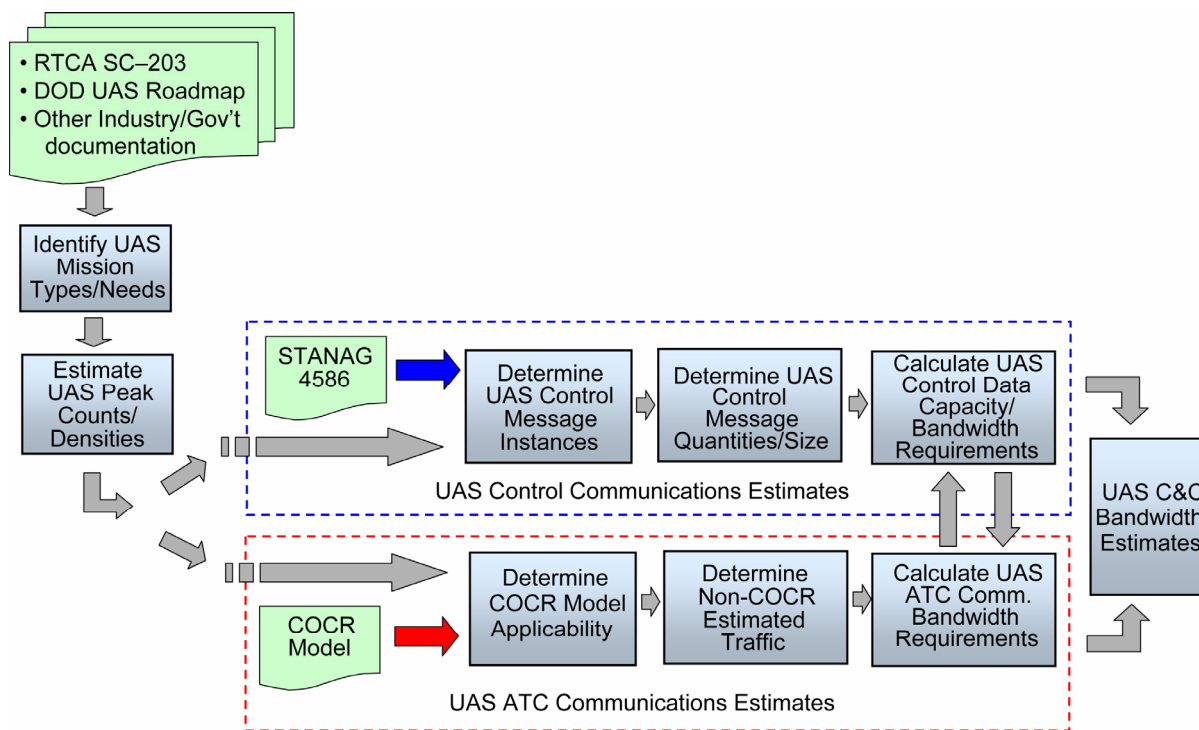 • RTCA SC–203
• DOD UAS Roadmap
• Other Industry/Gov't
documentation
Identify UAS
Mission
Types/Needs
Estimate
UAS Peak
Counts/
Densities
STANAG
4586
Determine
UAS Control
Message
Instances
Determine UAS
Control
Message
Quantities/Size
Calculate UAS
Control Data
Capacity/
Bandwidth
Requirements
UAS Control Communications Estimates
UAS C&C
Bandwidth
Estimates
COCR
Model
Determine
COCR Model
Applicability
Determine
Non-COCR
Estimated
Traffic
Calculate UAS
ATC Comm.
Bandwidth
Requirements
UAS ATC Communications Estimates